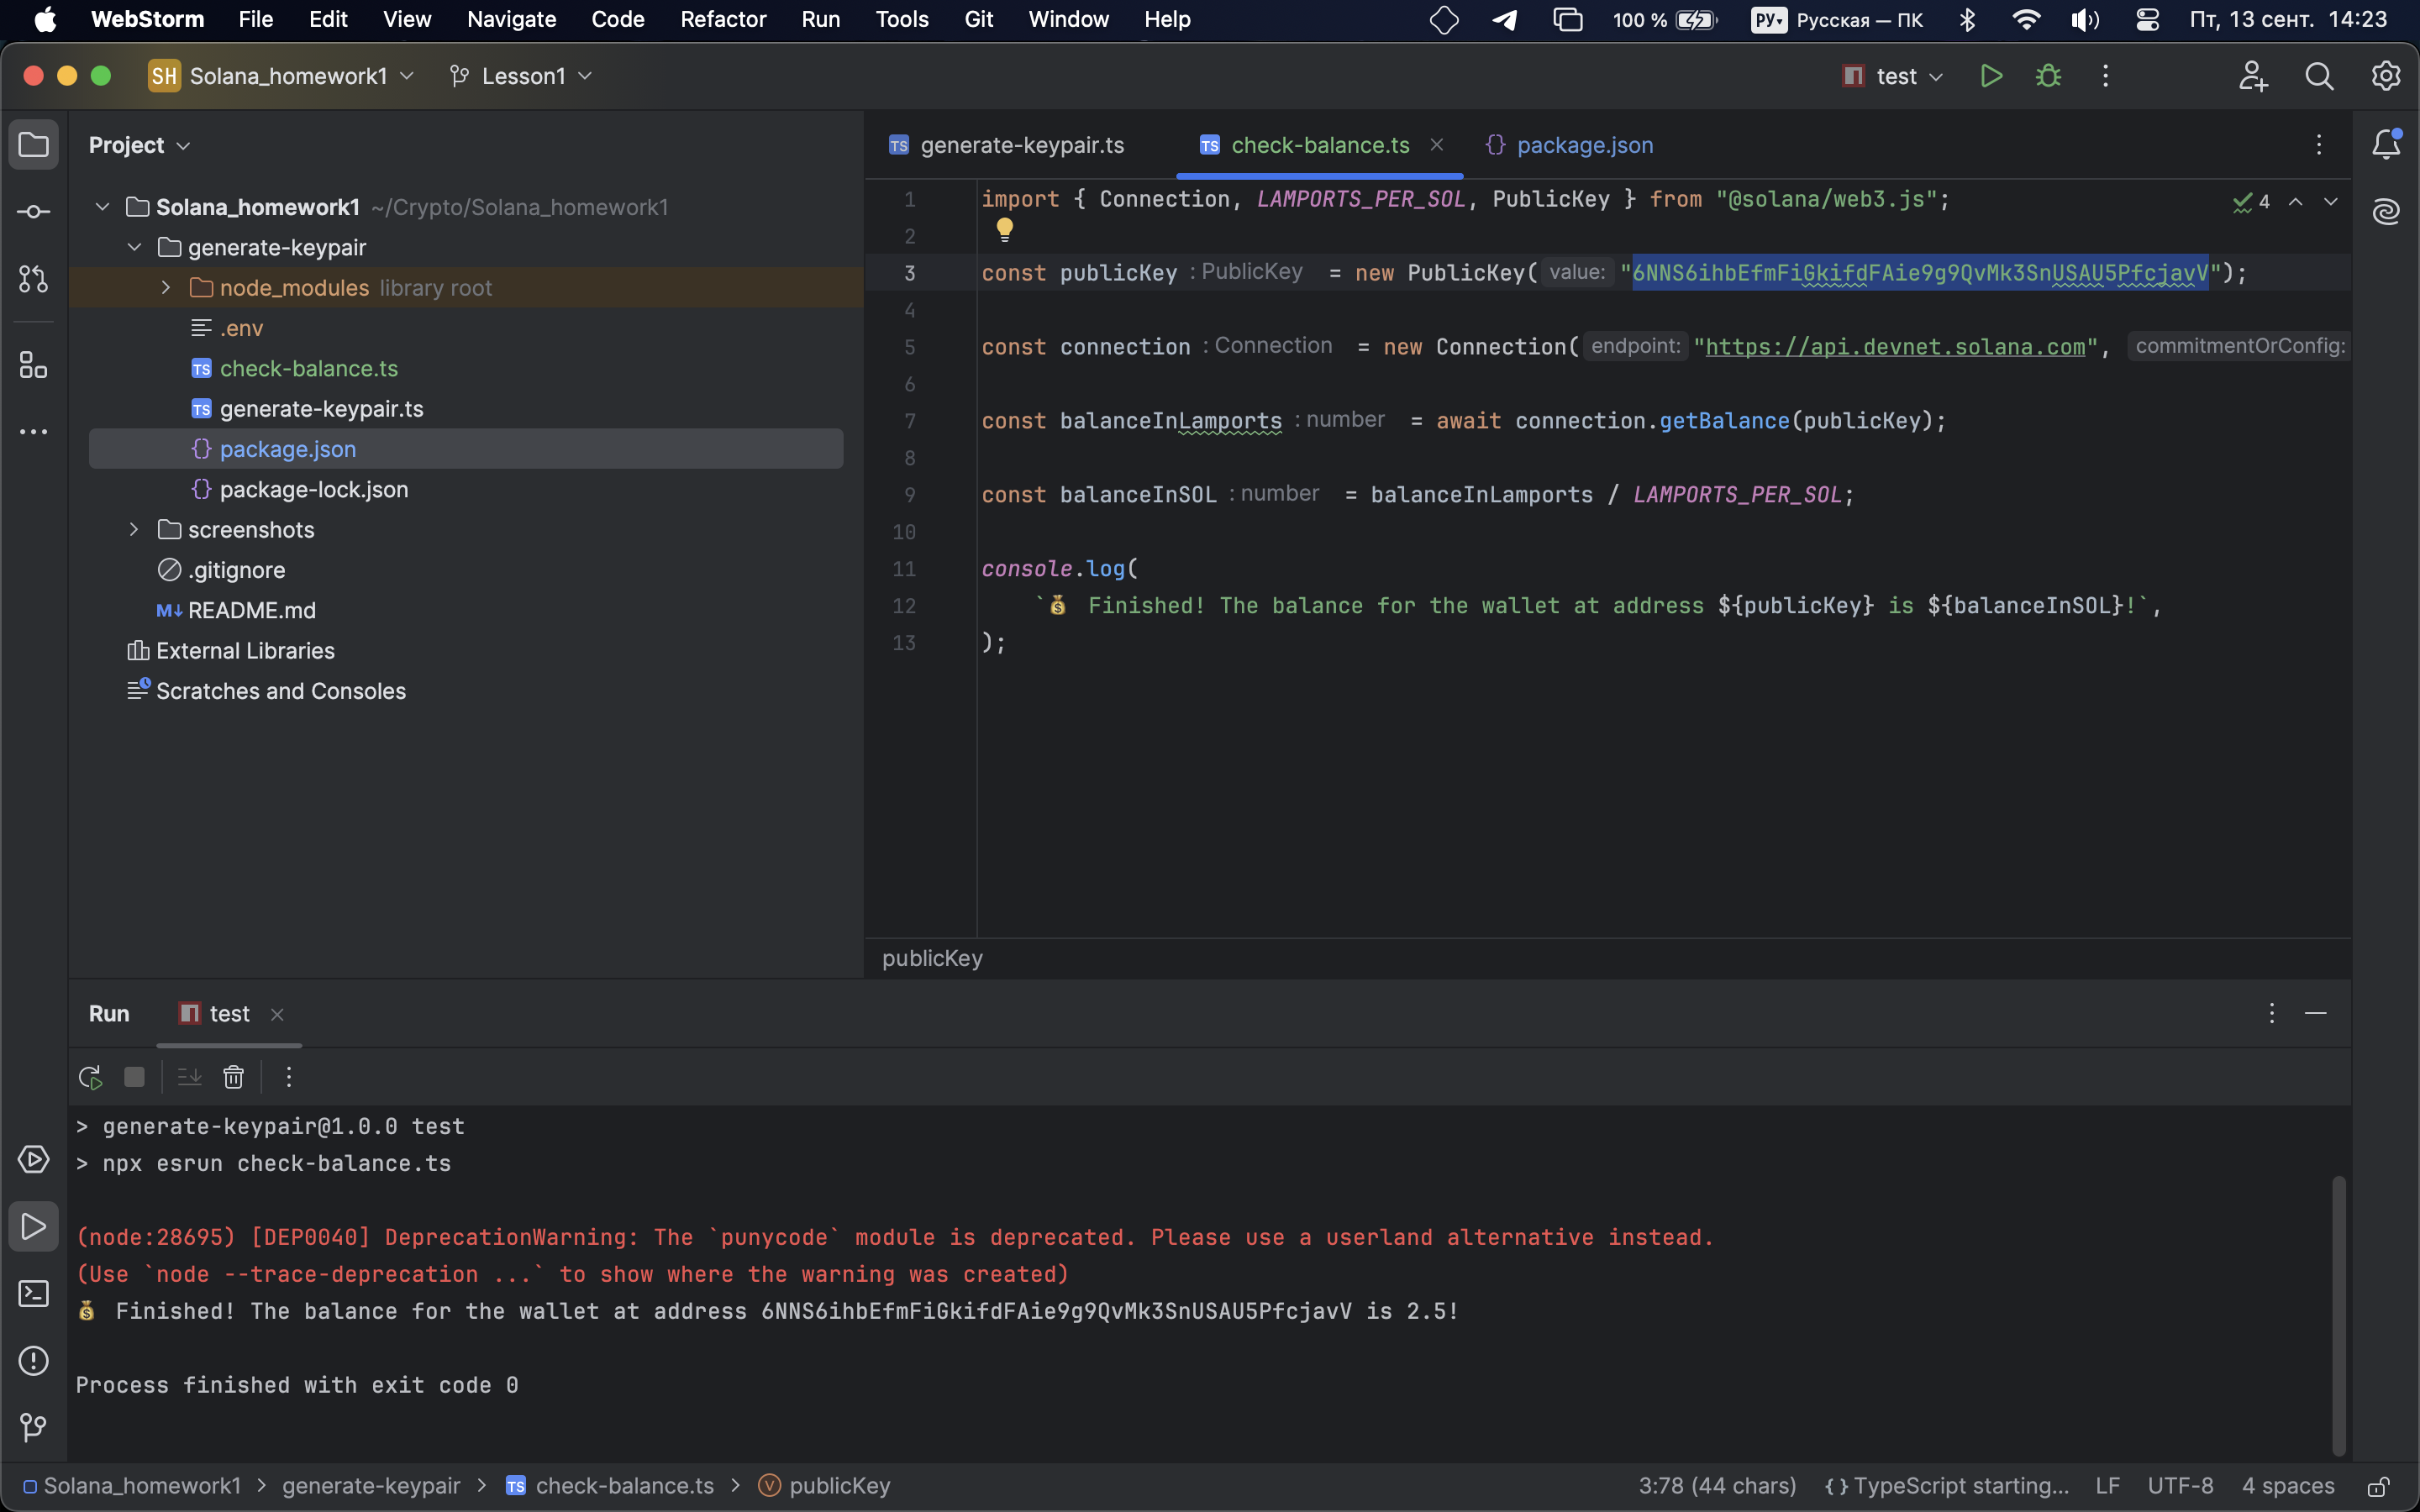 WebStorm File Edit View Navigate Code Refactor Run Tools Git Window Help 100 % РУ Русская — ПК Пт, 13 сент. 14:23
SH Solana_homework1 Lesson1 test
Project
Solana_homework1 ~/Crypto/Solana_homework1
generate-keypair
node_modules library root
.env
TS check-balance.ts
TS generate-keypair.ts
{} package.json
{} package-lock.json
screenshots
.gitignore
M↓ README.md
External Libraries
Scratches and Consoles
TS generate-keypair.ts TS check-balance.ts {} package.json
4
1 import { Connection, LAMPORTS_PER_SOL, PublicKey } from "@solana/web3.js";
2
3 const publicKey : PublicKey = new PublicKey( value: "6NNS6ihbEfmFiGkifdFAie9g9QvMk3SnUSAU5PfcjavV");
4
5 const connection : Connection = new Connection( endpoint: "https://api.devnet.solana.com", commitmentOrConfig:
6
7 const balanceInLamports : number = await connection.getBalance(publicKey);
8
9 const balanceInSOL : number = balanceInLamports / LAMPORTS_PER_SOL;
10
11 console.log(
12 `💰 Finished! The balance for the wallet at address ${publicKey} is ${balanceInSOL}!`,
13 );
publicKey
Run test
> generate-keypair@1.0.0 test
> npx esrun check-balance.ts
(node:28695) [DEP0040] DeprecationWarning: The `punycode` module is deprecated. Please use a userland alternative instead.
(Use `node --trace-deprecation ...` to show where the warning was created)
💰 Finished! The balance for the wallet at address 6NNS6ihbEfmFiGkifdFAie9g9QvMk3SnUSAU5PfcjavV is 2.5!
Process finished with exit code 0
Solana_homework1 > generate-keypair > TS check-balance.ts > V publicKey 3:78 (44 chars) {} TypeScript starting... LF UTF-8 4 spaces